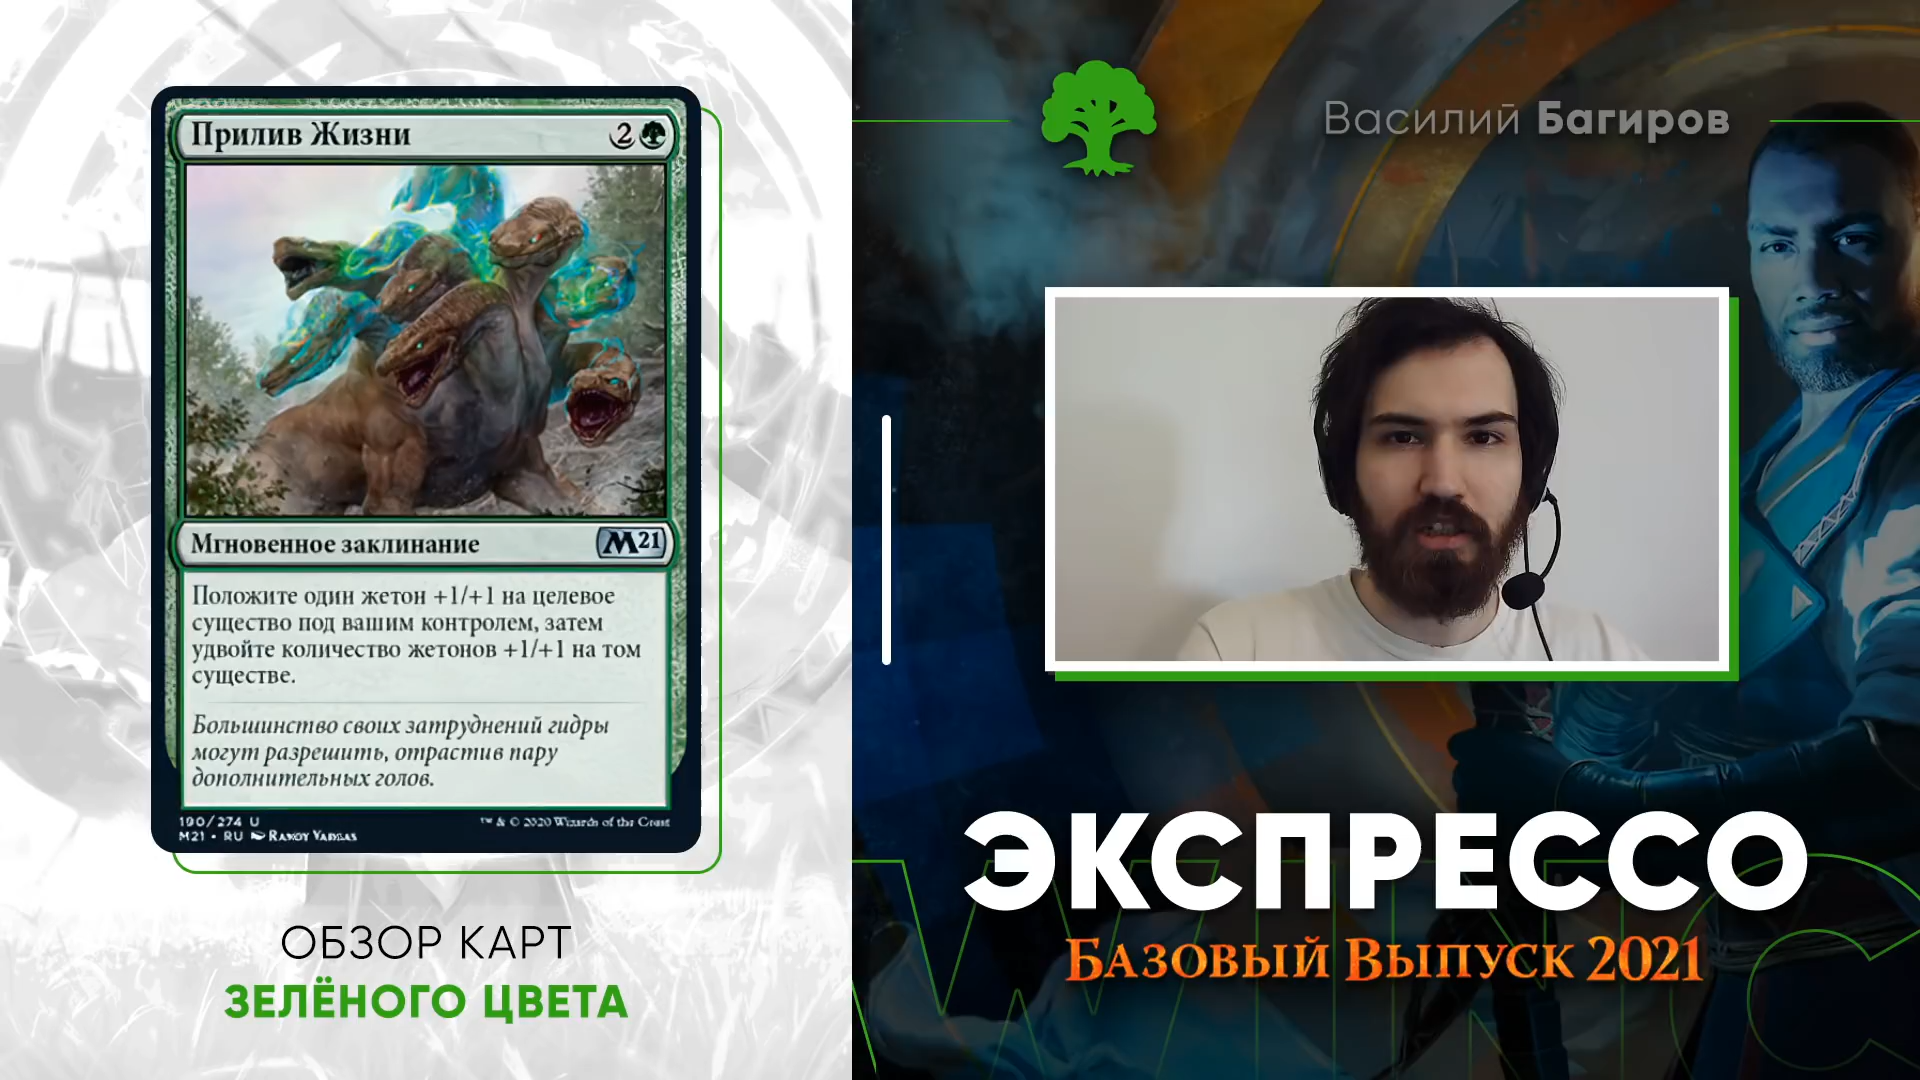 Прилив Жизни
2
Мгновенное заклинание
M21
Положите один жетон +1/+1 на целевое
существо под вашим контролем, затем
удвойте количество жетонов +1/+1 на том
существе.
Большинство своих затруднений гидры
могут разрешить, отрастив пару
дополнительных голов.
190/274 U
™ & © 2020 Wizards of the Coast
M21 • RU Randy Vargas
ОБЗОР КАРТ
ЗЕЛЁНОГО ЦВЕТА
Василий Багиров
ЭКСПРЕССО
Базовый Выпуск 2021